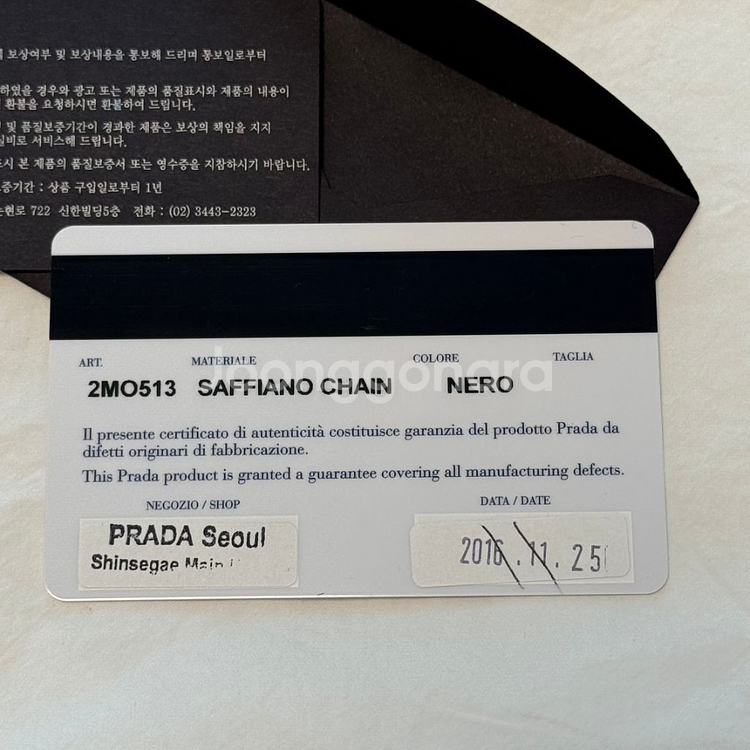 보상여부 및 보상내용을 통보해 드리며 통보일로부터
하였을 경우와 광고 또는 제품의 품질표시와 제품의 내용이
환불을 요청하시면 환불하여 드립니다.
및 품질보증기간이 경과한 제품은 보상의 책임을 지지
실비로 서비스해 드립니다.
본 제품의 품질보증서 또는 영수증을 지참하시기 바랍니다.
증기간 : 상품 구입일로부터 1년
논현로 722 신한빌딩5층 전화 : (02) 3443-2323
ART. MATERIALE COLORE TAGLIA
2MO513 SAFFIANO CHAIN NERO
Joonggonara
Il presente certificato di autenticità costituisce garanzia del prodotto Prada da
difetti originari di fabbricazione.
This Prada product is granted a guarantee covering all manufacturing defects.
NEGOZIO / SHOP DATA / DATE
PRADA Seoul
Shinsegae Main
2016.11.25